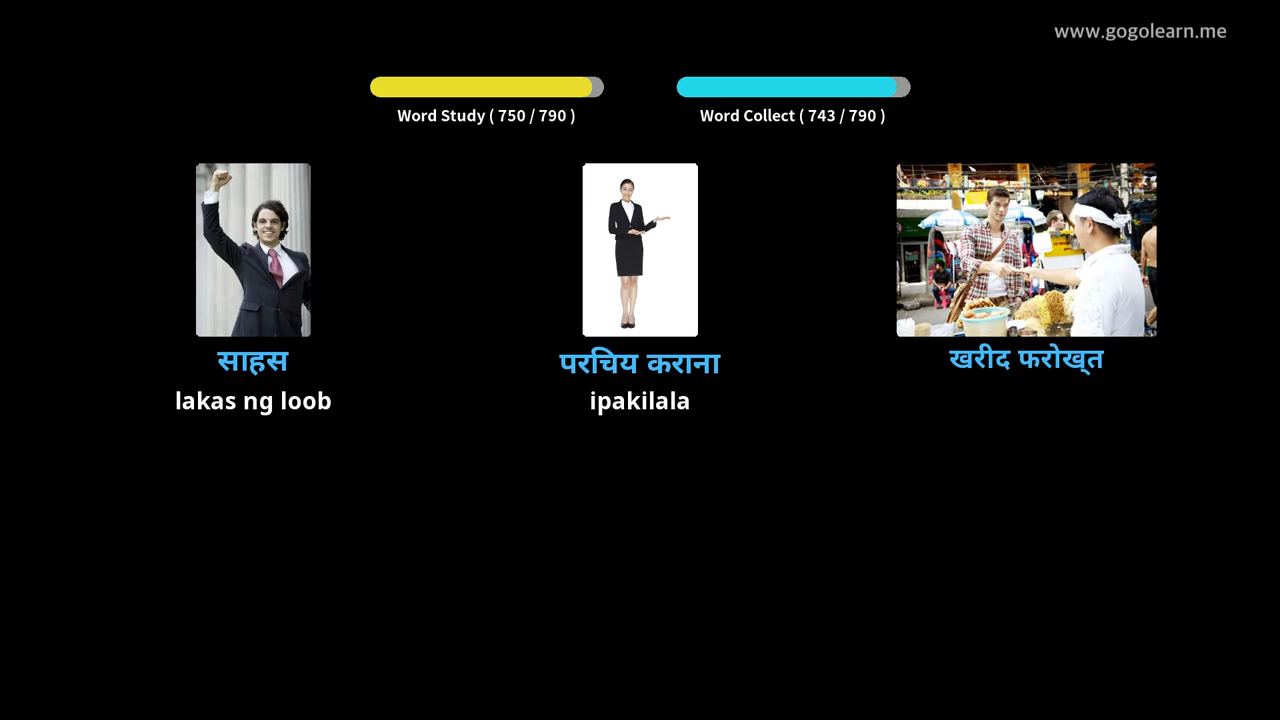 www.gogolearn.me
Word Study ( 750 / 790 )
Word Collect ( 743 / 790 )
साहस
परिचय कराना
खरीद फरोख्त
lakas ng loob
ipakilala